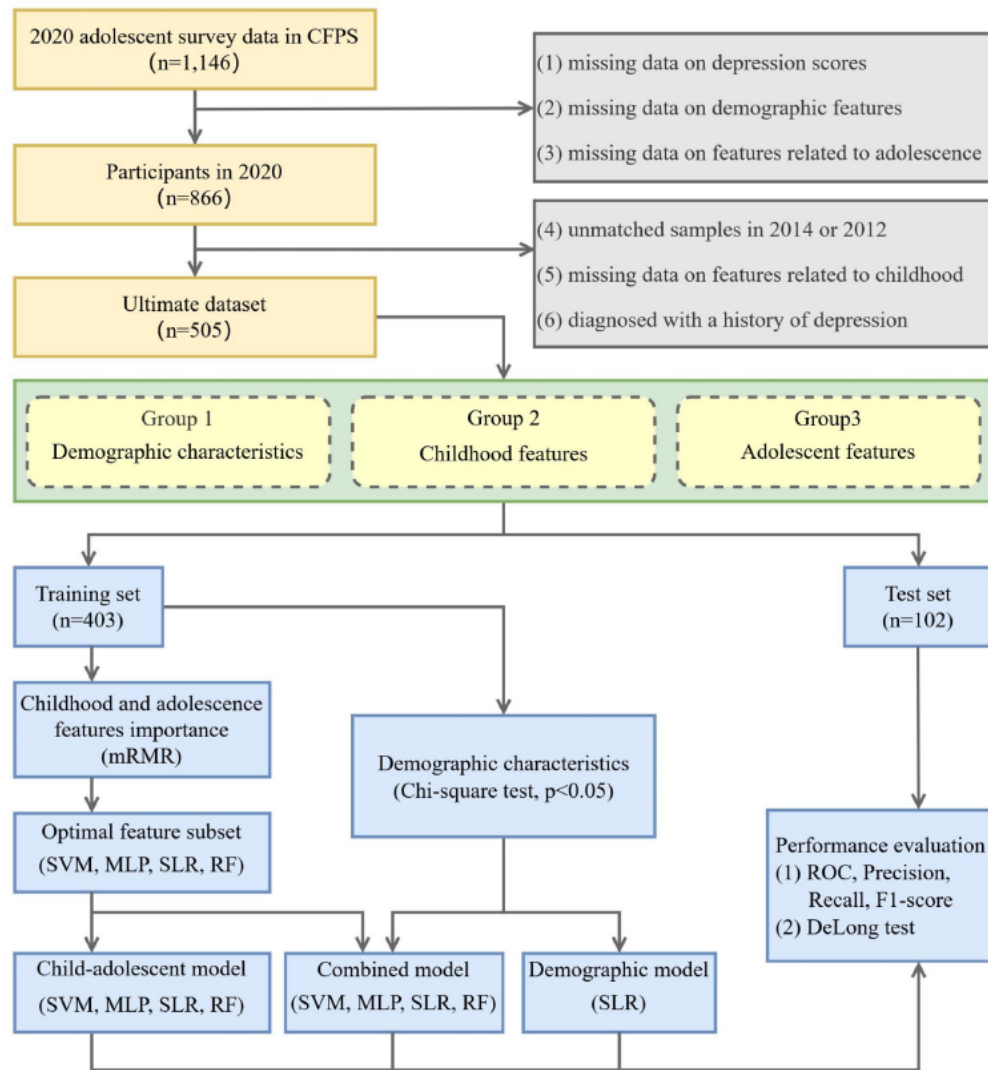 2020 adolescent survey data in CFPS
(n=1,146)
(1) missing data on depression scores
(2) missing data on demographic features
(3) missing data on features related to adolescence
Participants in 2020
(n=866)
(4) unmatched samples in 2014 or 2012
(5) missing data on features related to childhood
(6) diagnosed with a history of depression
Ultimate dataset
(n=505)
Group 1
Demographic characteristics
Group 2
Childhood features
Group3
Adolescent features
Training set
(n=403)
Test set
(n=102)
Childhood and adolescence
features importance
(mRMR)
Demographic characteristics
(Chi-square test, p<0.05)
Optimal feature subset
(SVM, MLP, SLR, RF)
Performance evaluation
(1) ROC, Precision,
Recall, F1-score
(2) DeLong test
Child-adolescent model
(SVM, MLP, SLR, RF)
Combined model
(SVM, MLP, SLR, RF)
Demographic model
(SLR)